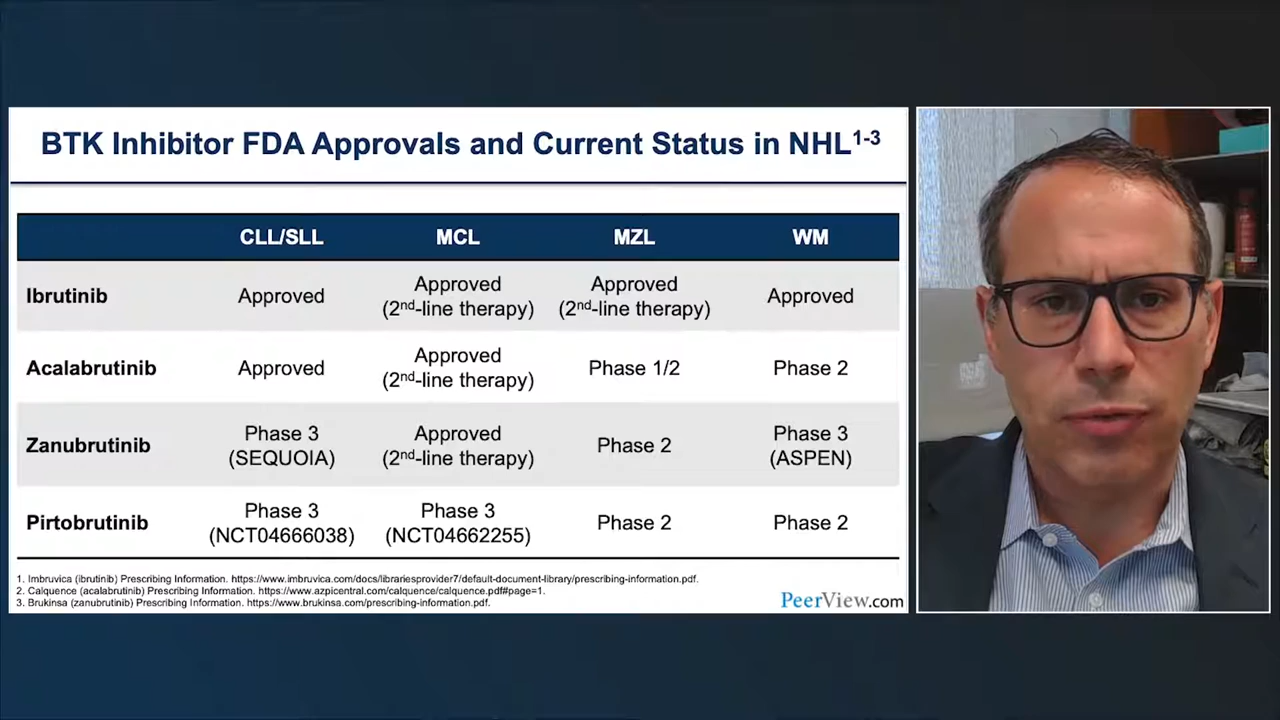 BTK Inhibitor FDA Approvals and Current Status in NHL1-3
CLL/SLL MCL MZL WM
Ibrutinib Approved Approved (2nd-line therapy) Approved (2nd-line therapy) Approved
Acalabrutinib Approved Approved (2nd-line therapy) Phase 1/2 Phase 2
Zanubrutinib Phase 3 (SEQUOIA) Approved (2nd-line therapy) Phase 2 Phase 3 (ASPEN)
Pirtobrutinib Phase 3 (NCT04666038) Phase 3 (NCT04662255) Phase 2 Phase 2
1. Imbruvica (ibrutinib) Prescribing Information. https://www.imbruvica.com/docs/librariesprovider7/default-document-library/prescribing-information.pdf.
2. Calquence (acalabrutinib) Prescribing Information. https://www.azpicentral.com/calquence/calquence.pdf#page=1.
3. Brukinsa (zanubrutinib) Prescribing Information. https://www.brukinsa.com/prescribing-information.pdf.
PeerView.com